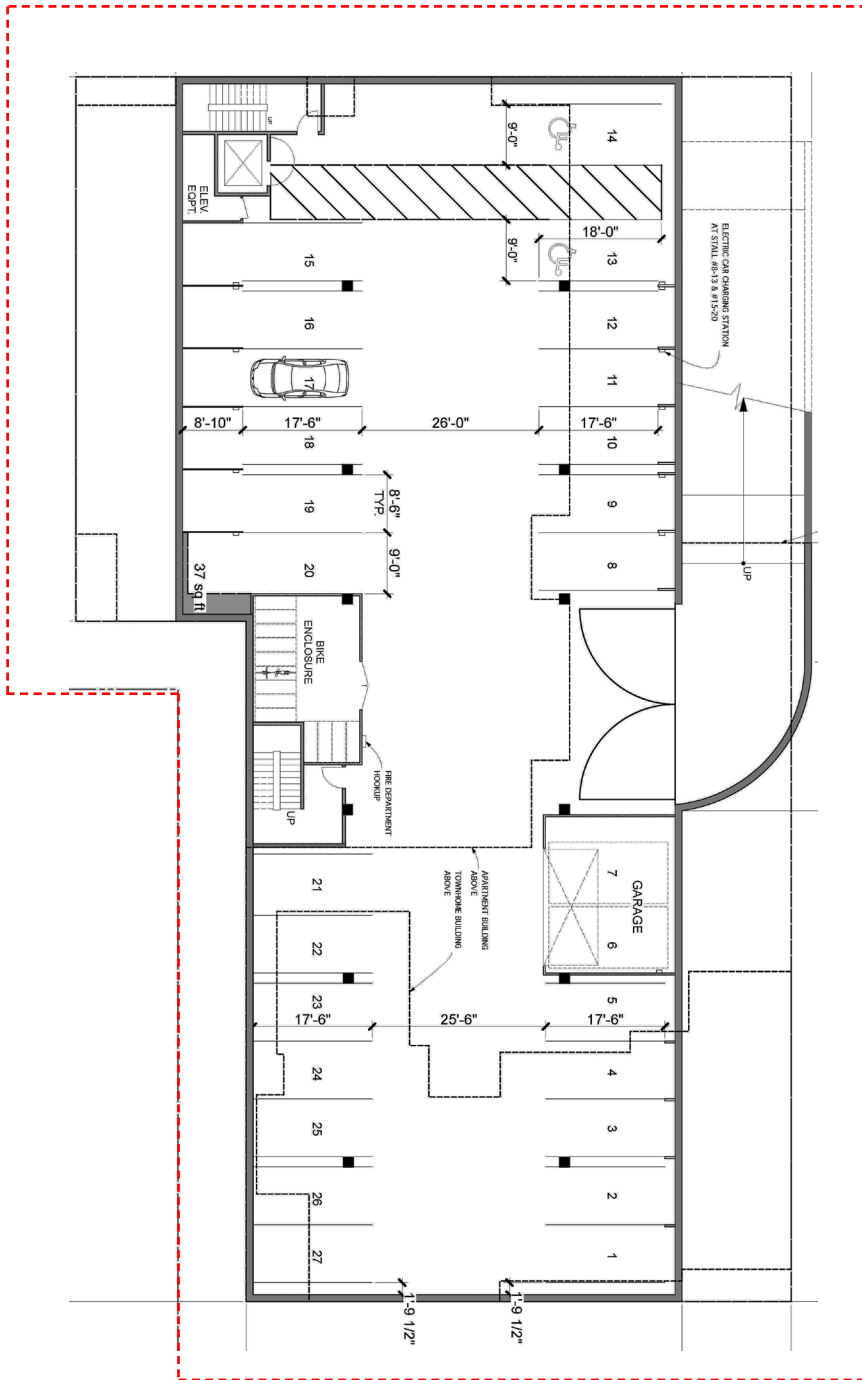 UP
14
9'-0"
ELEV.
EQPT.
18'-0"
9'-0"
15
13
ELECTRIC CAR CHARGING STATION
AT STALL #8-13 & #15-20
16
12
17
11
8'-10"
17'-6"
26'-0"
17'-6"
18
10
8'-6"
TYP.
19
9
9'-0"
20
8
37 sq ft
UP
BIKE
ENCLOSURE
FIRE DEPARTMENT
HOOKUP
UP
21
APARTMENT BUILDING
ABOVE
TOWNHOME BUILDING
ABOVE
7
GARAGE
6
22
23
5
17'-6"
25'-6"
17'-6"
24
4
25
3
26
2
27
1
1'-9 1/2"
1'-9 1/2"